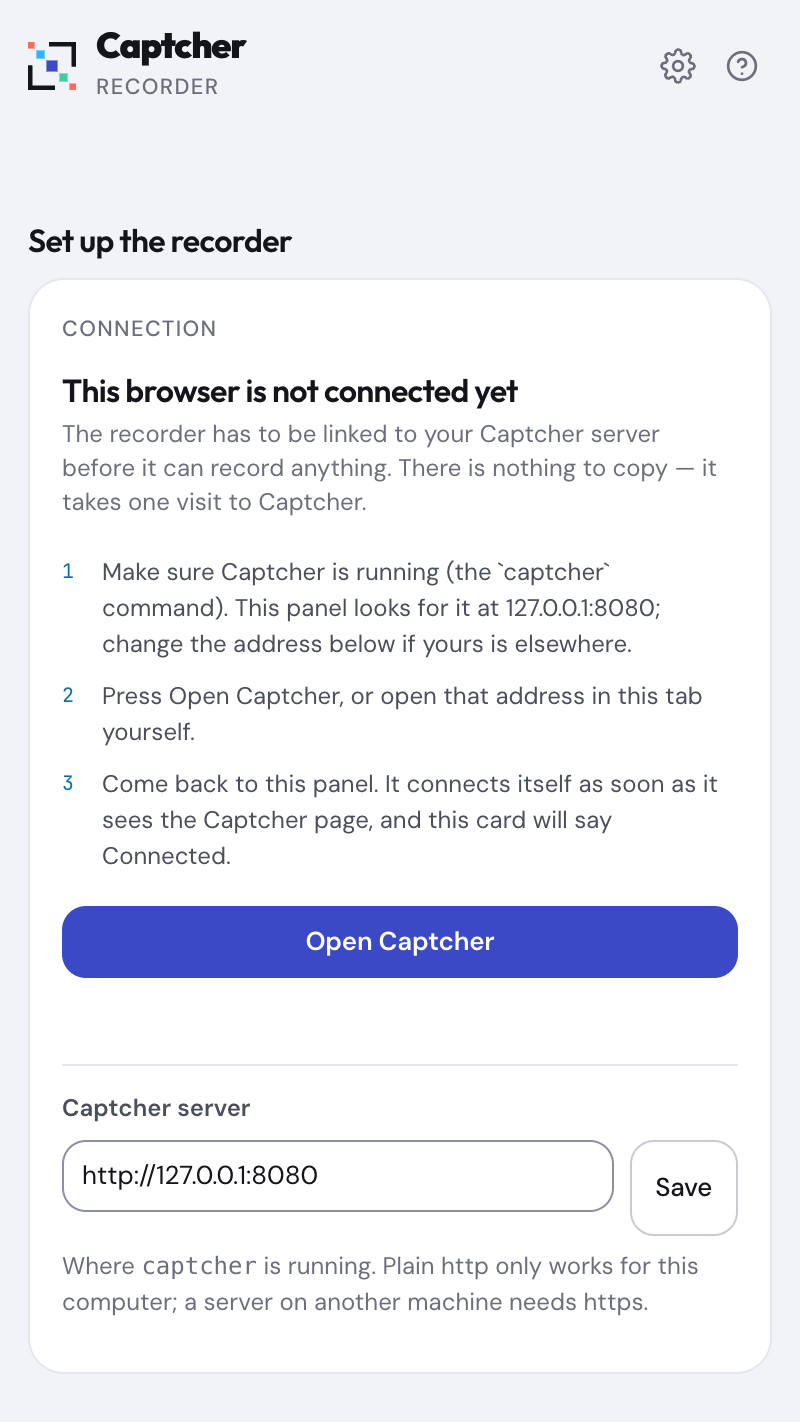 Captcher
RECORDER
Set up the recorder
CONNECTION
This browser is not connected yet
The recorder has to be linked to your Captcher server
before it can record anything. There is nothing to copy — it
takes one visit to Captcher.
1 Make sure Captcher is running (the `captcher`
command). This panel looks for it at 127.0.0.1:8080;
change the address below if yours is elsewhere.
2 Press Open Captcher, or open that address in this tab
yourself.
3 Come back to this panel. It connects itself as soon as it
sees the Captcher page, and this card will say
Connected.
Open Captcher
Captcher server
http://127.0.0.1:8080
Save
Where captcher is running. Plain http only works for this
computer; a server on another machine needs https.